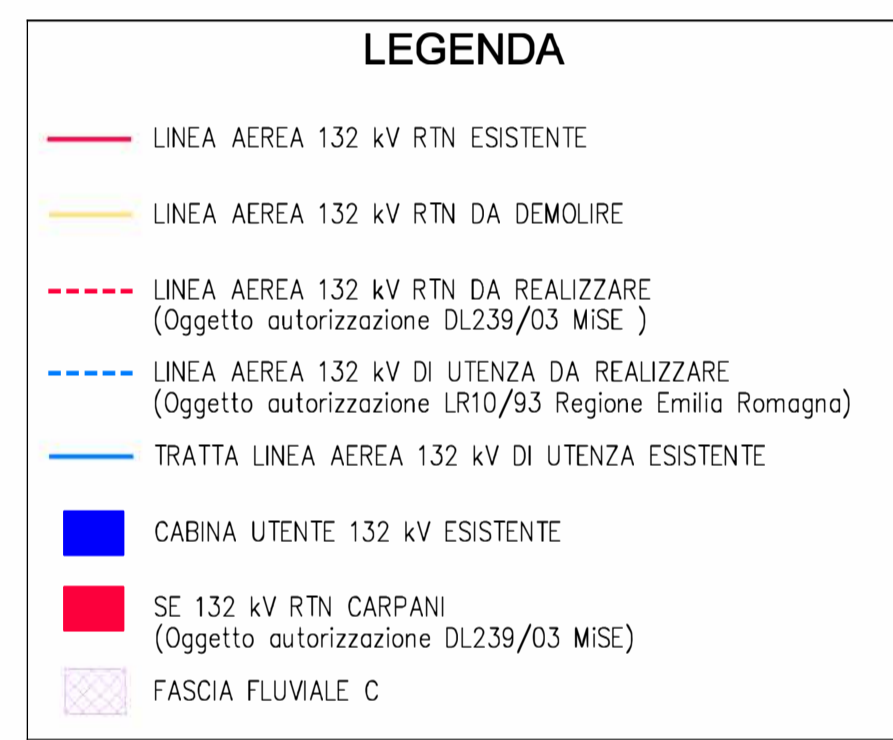 LEGENDA
LINEA AEREA 132 kV RTN ESISTENTE
LINEA AEREA 132 kV RTN DA DEMOLIRE
LINEA AEREA 132 kV RTN DA REALIZZARE
(Oggetto autorizzazione DL239/03 MiSE )
LINEA AEREA 132 kV DI UTENZA DA REALIZZARE
(Oggetto autorizzazione LR10/93 Regione Emilia Romagna)
TRATTA LINEA AEREA 132 kV DI UTENZA ESISTENTE
CABINA UTENTE 132 kV ESISTENTE
SE 132 kV RTN CARPANI
(Oggetto autorizzazione DL239/03 MiSE)
FASCIA FLUVIALE C